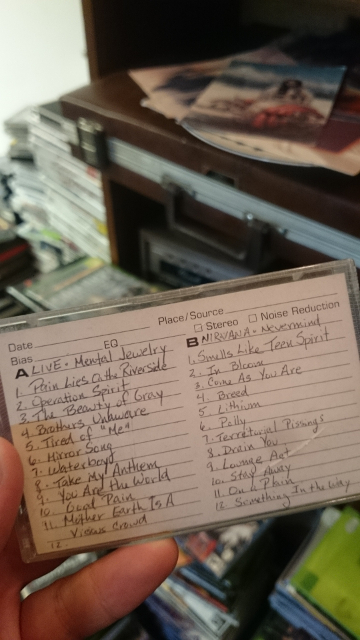 Date EQ Place/Source
Bias Stereo Noise Reduction
A LIVE - Mental Jewelry
1. Pain Lies On the Riverside
2. Operation Spirit
3. The Beauty of Gray
4. Brothers Unaware
5. Tired of "Me"
6. Mirror Song
7. Waterboy
8. Take My Anthem
9. You Are the World
10. Good Pain
11. Mother Earth Is A
12. Vicious Crowd
B NIRVANA - Nevermind
1. Smells Like Teen Spirit
2. In Bloom
3. Come As You Are
4. Breed
5. Lithium
6. Polly
7. Territorial Pissings
8. Drain You
9. Lounge Act
10. Stay Away
11. On A Plain
12. Something In the Way